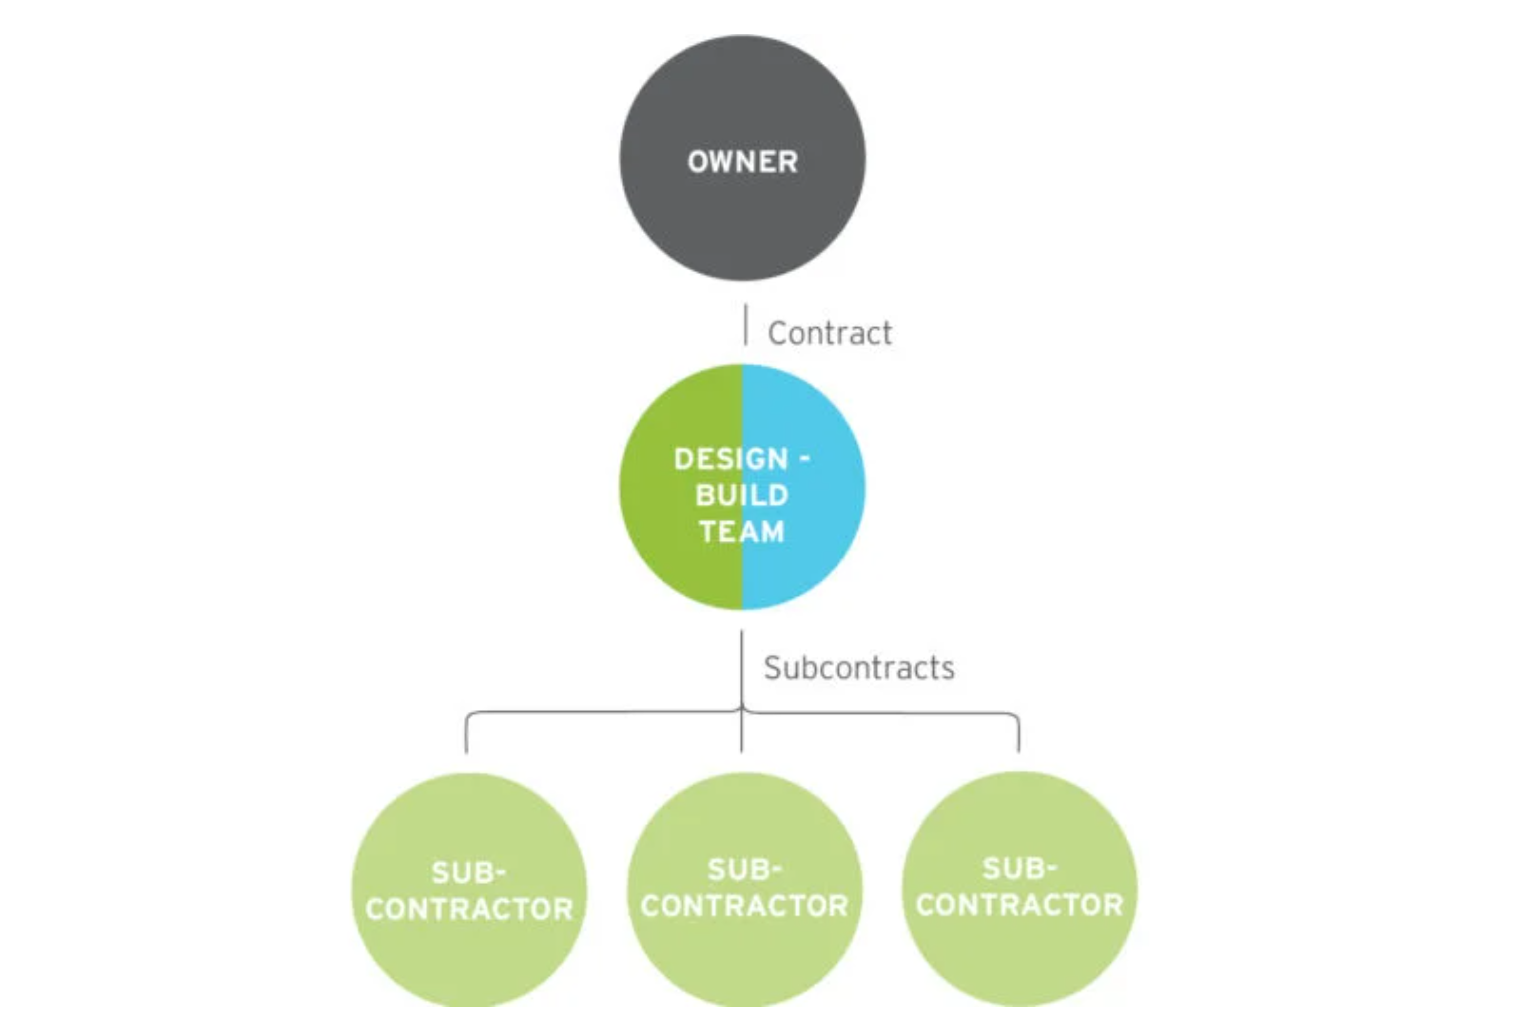 OWNER
Contract
DESIGN -
BUILD
TEAM
Subcontracts
SUB-
CONTRACTOR
SUB-
CONTRACTOR
SUB-
CONTRACTOR